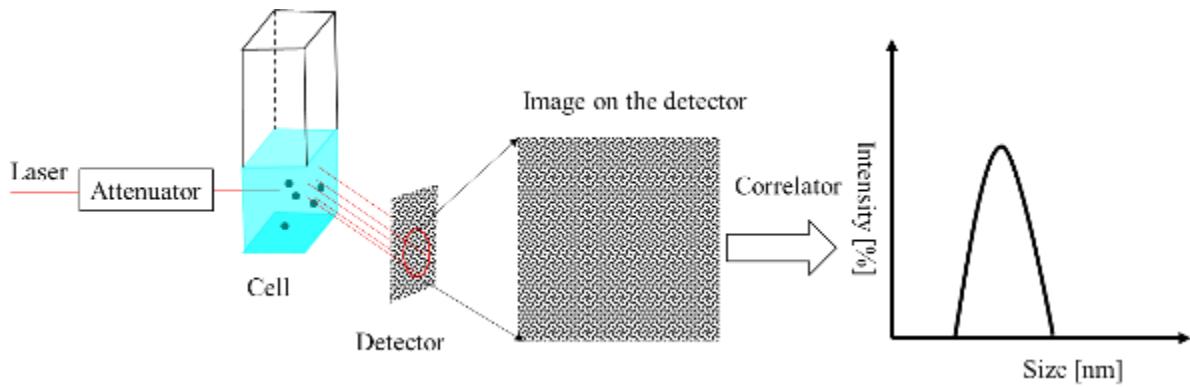 Laser
Attenuator
Cell
Detector
Image on the detector
Correlator
Intensity [%]
Size [nm]